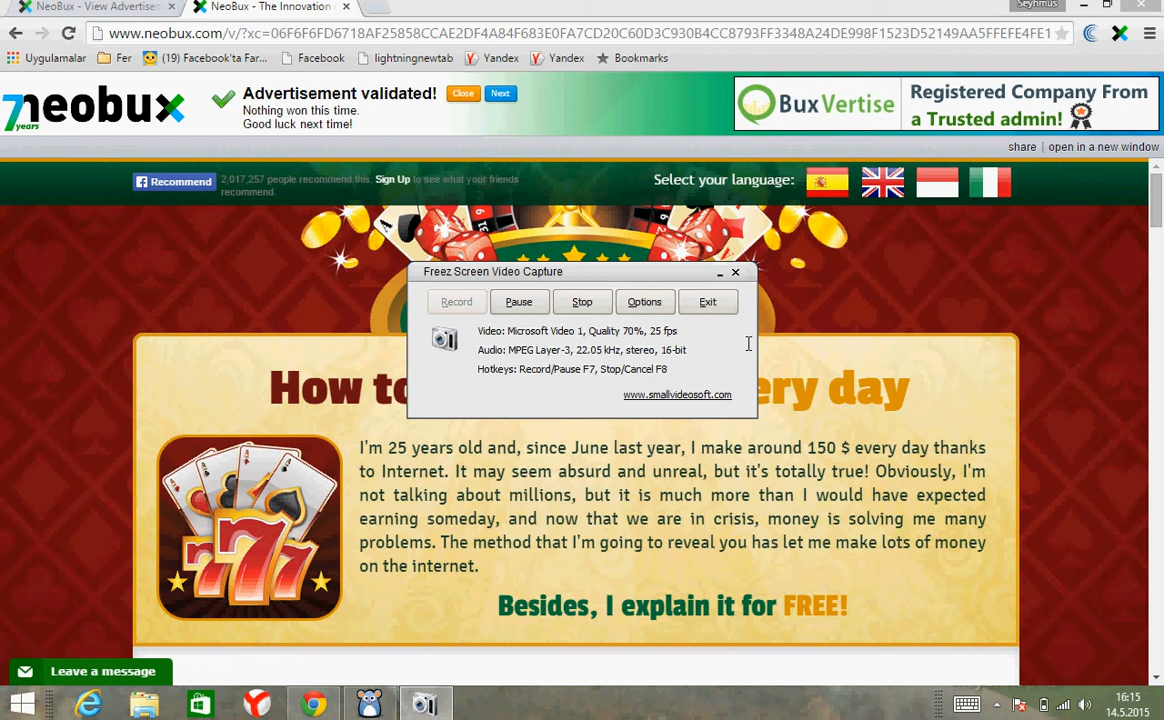 NeoBux - View Advertisem
NeoBux - The Innovation
Seyhmus
www.neobux.com/v/?xc=06F6F6FD6718AF25858CCAE2DF4A84F683E0FA7CD20C60D3C930B4CC8793FF3348A24DE998F1523D52149AA5FFEFE4FE1
Uygulamalar
Fer
(19) Facebook'ta Far...
Facebook
lightningnewtab
Yandex
Yandex
Bookmarks
7 years neobux
Advertisement validated! Close Next
Nothing won this time.
Good luck next time!
BuxVertise
Registered Company From
a Trusted admin!
share | open in a new window
Recommend
2,017,257 people recommend this. Sign Up to see what your friends
recommend.
Select your language:
Freez Screen Video Capture
Record Pause Stop Options Exit
Video: Microsoft Video 1, Quality 70%, 25 fps
Audio: MPEG Layer-3, 22.05 kHz, stereo, 16-bit
Hotkeys: Record/Pause F7, Stop/Cancel F8
www.smallvideosoft.com
How to ery day
777
I'm 25 years old and, since June last year, I make around 150 $ every day thanks
to Internet. It may seem absurd and unreal, but it's totally true! Obviously, I'm
not talking about millions, but it is much more than I would have expected
earning someday, and now that we are in crisis, money is solving me many
problems. The method that I'm going to reveal you has let me make lots of money
on the internet.
Besides, I explain it for FREE!
Leave a message
16:15
14.5.2015